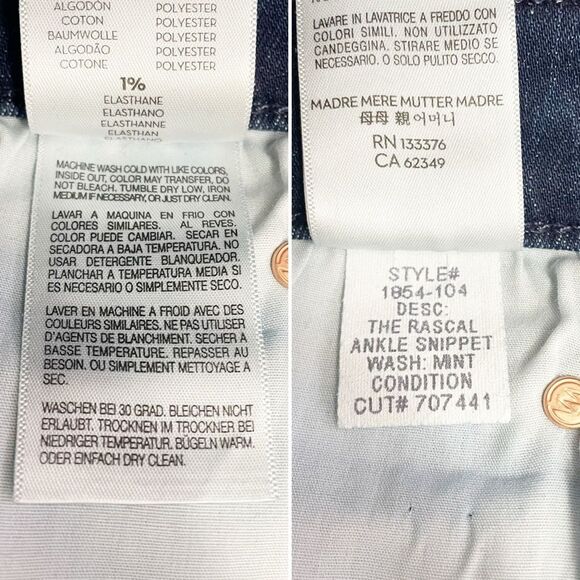 ALGODÓN POLYESTER
COTON POLYESTER
BAUMWOLLE POLYESTER
ALGODÃO POLYESTER
COTONE POLYESTER
1%
ELASTHANE
ELASTHANO
ELASTHANNE
ELASTHAN
ELASTANO
MACHINE WASH COLD WITH LIKE COLORS,
INSIDE OUT, COLOR MAY TRANSFER, DO
NOT BLEACH. TUMBLE DRY LOW, IRON
MEDIUM IF NECESSARY, OR JUST DRY CLEAN.
LAVAR A MAQUINA EN FRIO CON
COLORES SIMILARES. AL REVES.
COLOR PUEDE CAMBIAR. SECAR EN
SECADORA A BAJA TEMPERATURA. NO
USAR DETERGENTE BLANQUEADOR.
PLANCHAR A TEMPERATURA MEDIA SI
ES NECESARIO O SIMPLEMENTE SECO.
LAVER EN MACHINE A FROID AVEC DES
COULEURS SIMILAIRES. NE PAS UTILISER
D'AGENTS DE BLANCHIMENT. SECHER A
BASSE TEMPERATURE. REPASSER AU
BESOIN. OU SIMPLEMENT METTOYAGE A
SEC.
WASCHEN BEI 30 GRAD. BLEICHEN NICHT
ERLAUBT. TROCKNEN IM TROCKNER BEI
NIEDRIGER TEMPERATUR. BÜGELN WARM.
ODER EINFACH DRY CLEAN.
LAVARE IN LAVATRICE A FREDDO CON
COLORI SIMILI. NON UTILIZZATO
CANDEGGINA. STIRARE MEDIO SE
NECESSARIO. O SOLO PULITO SECCO.
MADRE MERE MUTTER MADRE
母母 親 어머니
RN 133376
CA 62349
STYLE#
1854-104
DESC:
THE RASCAL
ANKLE SNIPPET
WASH: MINT
CONDITION
CUT# 707441